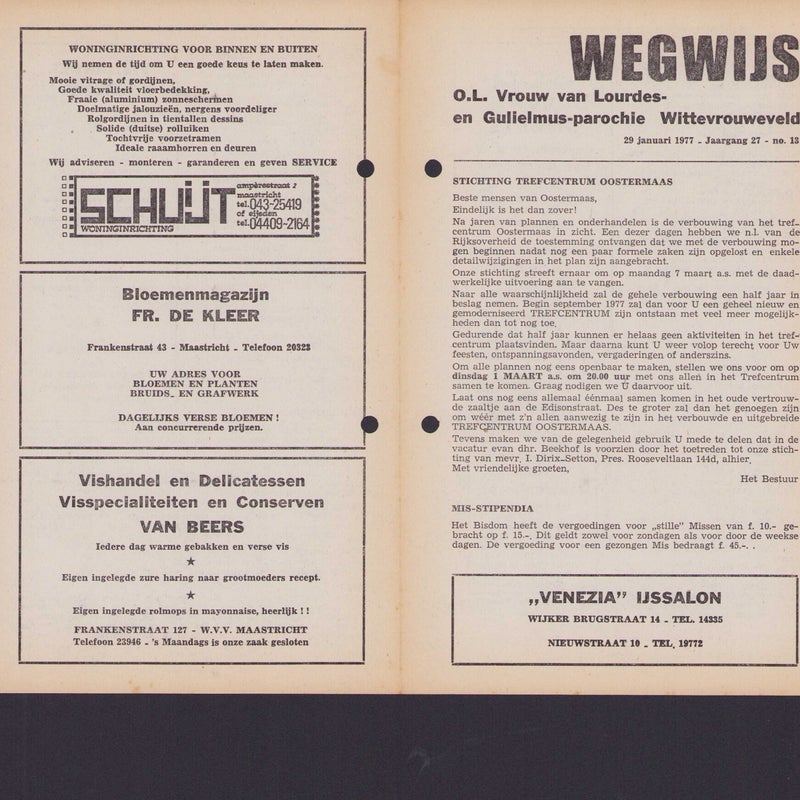 WONINGINRICHTING VOOR BINNEN EN BUITEN
Wij nemen de tijd om U een goede keus te laten maken.
Mooie vitrage of gordijnen,
Goede kwaliteit vloerbedekking,
Fraaie (aluminium) zonneschermen
Doelmatige jalouzieën, nergens voordeliger
Rolgordijnen in tientallen dessins
Solide (duitse) rolluiken
Tochtvrije voorzetramen
Ideale raaamhorren en deuren
Wij adviseren - monteren - garanderen en geven SERVICE
SCHUIJT
WONINGINRICHTING
ampèrestraat 2
maastricht
tel.043-25419
of eijsden
tel.04409-2164
Bloemenmagazijn
FR. DE KLEER
Frankenstraat 43 - Maastricht - Telefoon 20328
UW ADRES VOOR
BLOEMEN EN PLANTEN
BRUIDS- EN GRAFWERK
DAGELIJKS VERSE BLOEMEN !
Aan concurrerende prijzen.
Vishandel en Delicatessen
Visspecialiteiten en Conserven
VAN BEERS
Iedere dag warme gebakken en verse vis
★
Eigen ingelegde zure haring naar grootmoeders recept.
★
Eigen ingelegde rolmops in mayonnaise, heerlijk ! !
FRANKENSTRAAT 127 - W.V.V. MAASTRICHT
Telefoon 23946 - 's Maandags is onze zaak gesloten
WEGWIJS
O.L. Vrouw van Lourdes-
en Gulielmus-parochie Wittevrouweveld
29 januari 1977 - Jaargang 27 - no. 13
STICHTING TREFCENTRUM OOSTERMAAS
Beste mensen van Oostermaas,
Eindelijk is het dan zover!
Na jaren van plannen en onderhandelen is de verbouwing van het tref-
centrum Oostermaas in zicht. Een dezer dagen hebben we n.l. van de
Rijksoverheid de toestemming ontvangen dat we met de verbouwing mo-
gen beginnen nadat nog een paar formele zaken zijn opgelost en enkele
detailwijzigingen in het plan zijn aangebracht.
Onze stichting streeft ernaar om op maandag 7 maart a.s. met de daad-
werkelijke uitvoering aan te vangen.
Naar alle waarschijnlijkheid zal de gehele verbouwing een half jaar in
beslag nemen. Begin september 1977 zal dan voor U een geheel nieuw en
gemoderniseerd TREFCENTRUM zijn ontstaan met veel meer mogelijk-
heden dan tot nog toe.
Gedurende dat half jaar kunnen er helaas geen aktiviteiten in het tref-
centrum plaatsvinden. Maar daarna kunt U weer volop terecht voor Uw
feesten, ontspanningsavonden, vergaderingen of anderszins.
Om alle plannen nog eens openbaar te maken, stellen we ons voor om op
dinsdag 1 MAART a.s. om 20.00 uur met ons allen in het Trefcentrum
samen te komen. Graag nodigen we U daarvoor uit.
Laat ons nog eens allemaal éénmaal samen komen in het oude vertrouw-
de zaaltje aan de Edisonstraat. Des te groter zal dan het genoegen zijn
om wéér met z'n allen aanwezig te zijn in het verbouwde en uitgebreide
TREFCENTRUM OOSTERMAAS.
Tevens maken we van de gelegenheid gebruik U mede te delen dat in de
vacatur evan dhr. Beekhof is voorzien door het toetreden tot onze stich-
ting van mevr. I. Dirix-Setton, Pres. Rooseveltlaan 144d, alhier.
Met vriendelijke groeten,
Het Bestuur
MIS-STIPENDIA
Het Bisdom heeft de vergoedingen voor „stille” Missen van f. 10.- ge-
bracht op f. 15.-. Dit geldt zowel voor zondagen als voor door de weekse
dagen. De vergoeding voor een gezongen Mis bedraagt f. 45.-. .
„VENEZIA” IJSSALON
WIJKER BRUGSTRAAT 14 - TEL. 14335
NIEUWSTRAAT 10 - TEL. 19772